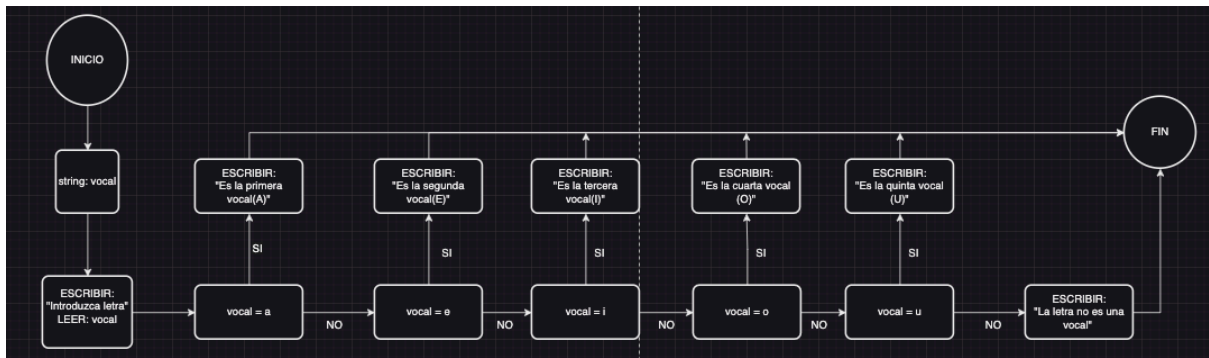 INICIO
string: vocal
ESCRIBIR:
"Introduzca letra"
LEER: vocal
vocal = a
SI
ESCRIBIR:
"Es la primera
vocal(A)"
NO
vocal = e
SI
ESCRIBIR:
"Es la segunda
vocal(E)"
NO
vocal = i
SI
ESCRIBIR:
"Es la tercera
vocal(I)"
NO
vocal = o
SI
ESCRIBIR:
"Es la cuarta vocal
(O)"
NO
vocal = u
SI
ESCRIBIR:
"Es la quinta vocal
(U)"
NO
ESCRIBIR:
"La letra no es una
vocal"
FIN